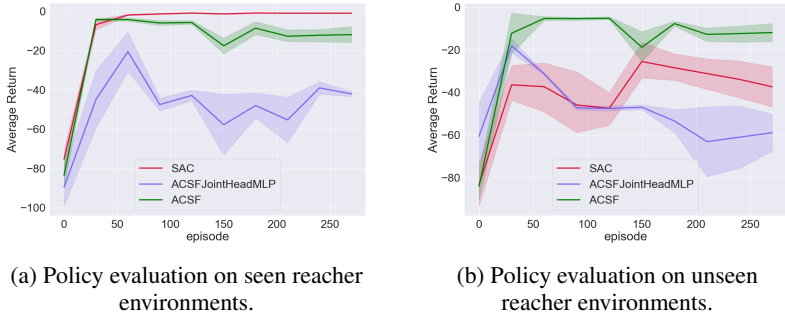 0
−20
−40
−60
−80
−100
Average Return
SAC
ACSFJointHeadMLP
ACSF
0 50 100 150 200 250
episode
(a) Policy evaluation on seen reacher
environments.
0
−20
−40
−60
−80
Average Return
SAC
ACSFJointHeadMLP
ACSF
0 50 100 150 200 250
episode
(b) Policy evaluation on unseen
reacher environments.